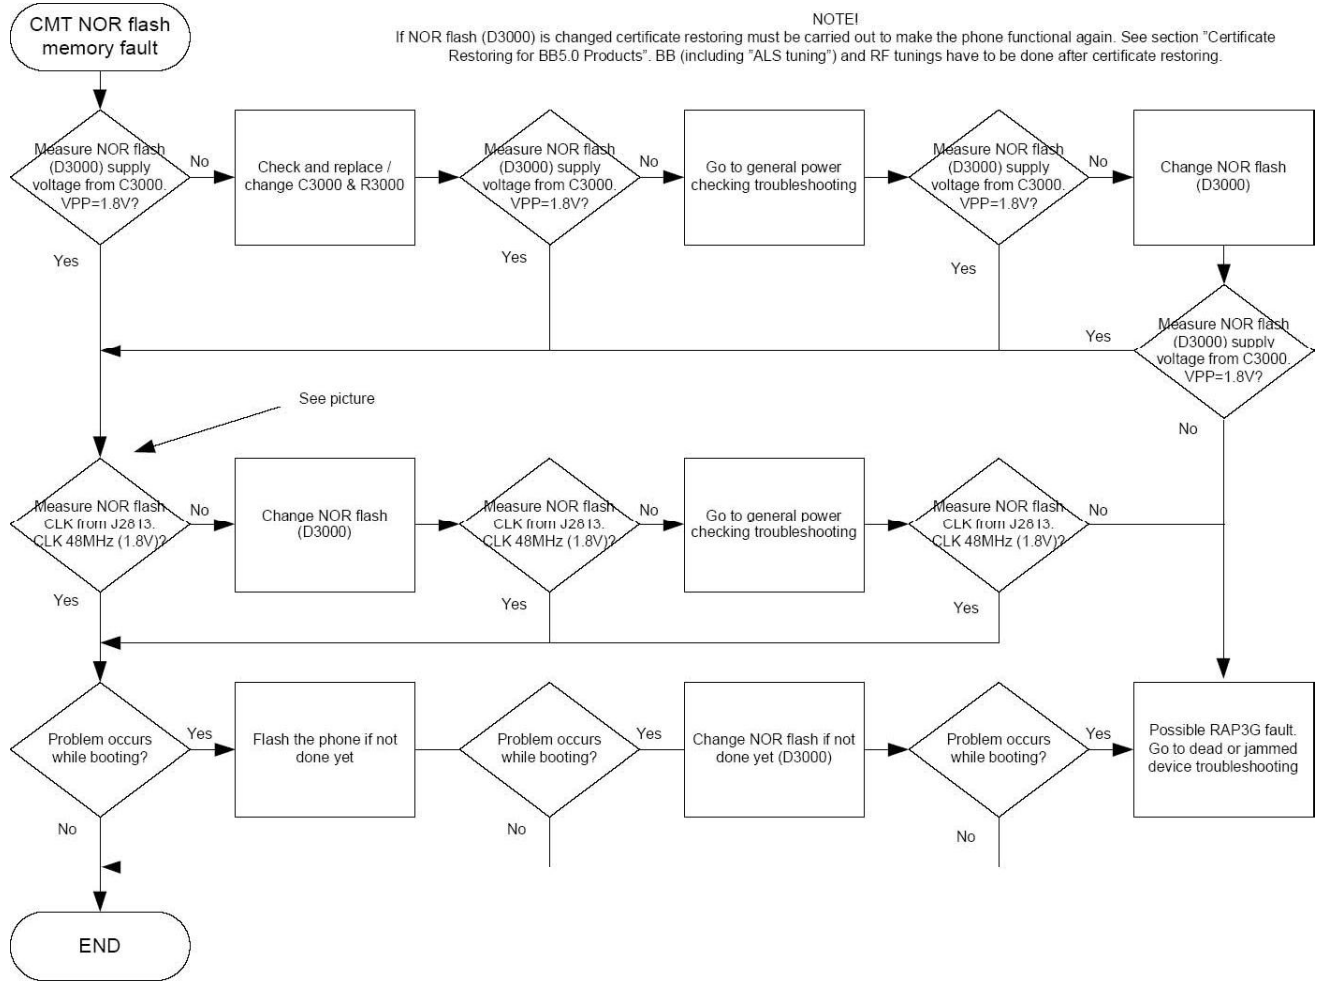 CMT NOR flash
memory fault
NOTE!
If NOR flash (D3000) is changed certificate restoring must be carried out to make the phone functional again. See section "Certificate
Restoring for BB5.0 Products". BB (including "ALS tuning") and RF tunings have to be done after certificate restoring.
Measure NOR flash
(D3000) supply
voltage from C3000.
VPP=1.8V?
No
Yes
Check and replace /
change C3000 & R3000
Measure NOR flash
(D3000) supply
voltage from C3000.
VPP=1.8V?
No
Yes
Go to general power
checking troubleshooting
Measure NOR flash
(D3000) supply
voltage from C3000.
VPP=1.8V?
No
Yes
Change NOR flash
(D3000)
Measure NOR flash
(D3000) supply
voltage from C3000.
VPP=1.8V?
Yes
No
See picture
Measure NOR flash
CLK from J2813.
CLK 48MHz (1.8V)?
No
Yes
Change NOR flash
(D3000)
Measure NOR flash
CLK from J2813.
CLK 48MHz (1.8V)?
No
Yes
Go to general power
checking troubleshooting
Measure NOR flash
CLK from J2813.
CLK 48MHz (1.8V)?
No
Yes
Problem occurs
while booting?
Yes
No
Flash the phone if not
done yet
Problem occurs
while booting?
Yes
No
Change NOR flash if not
done yet (D3000)
Problem occurs
while booting?
Yes
No
Possible RAP3G fault.
Go to dead or jammed
device troubleshooting
END